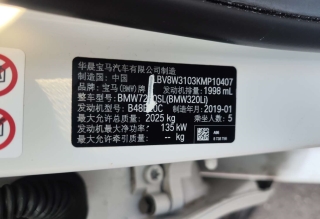 华晨宝马汽车有限公司制造
制造国：中国 LBV8W3103KMP10407
品牌：宝马(BMW)牌 发动机排量：1998 mL
整车型号：BMW7200SL(BMW320Li)
发动机型号：B48B20C 制造年月：2019-01
最大允许总质量：2025 kg 乘坐人数：5
发动机最大净功率：135 kW
最大允许牵引质量：-- kg